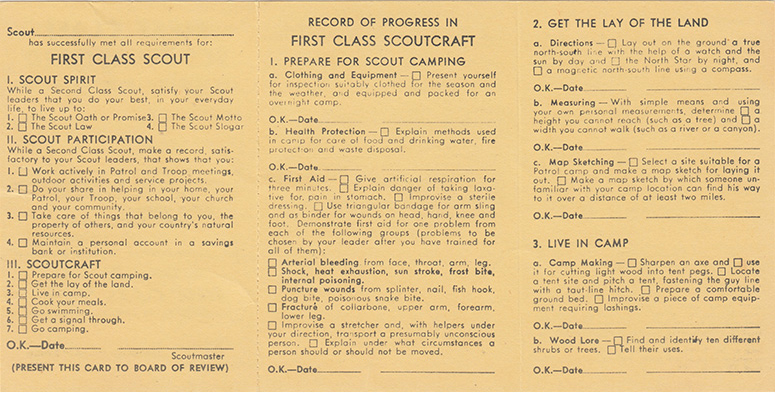 Scout
has successfully met all requirements for:
FIRST CLASS SCOUT
I. SCOUT SPIRIT
While a Second Class Scout, satisfy your Scout
leaders that you do your best, in your everyday
life, to live up to:
1. ☐ The Scout Oath or Promise 3. ☐ The Scout Motto
2. ☐ The Scout Law 4. ☐ The Scout Slogan
II. SCOUT PARTICIPATION
While a Second Class Scout, make a record, satis-
factory to your Scout leaders, that shows that you:
1. ☐ Work actively in Patrol and Troop meetings,
outdoor activities and service projects.
2. ☐ Do your share in helping in your home, your
Patrol, your Troop, your school, your church
and your community.
3. ☐ Take care of things that belong to you, the
property of others, and your country's natural
resources.
4. ☐ Maintain a personal account in a savings
bank or institution.
III. SCOUTCRAFT
1. ☐ Prepare for Scout camping.
2. ☐ Get the lay of the land.
3. ☐ Live in camp.
4. ☐ Cook your meals.
5. ☐ Go swimming.
6. ☐ Get a signal through.
7. ☐ Go camping.
O.K.—Date
Scoutmaster
(PRESENT THIS CARD TO BOARD OF REVIEW)
RECORD OF PROGRESS IN
FIRST CLASS SCOUTCRAFT
1. PREPARE FOR SCOUT CAMPING
a. Clothing and Equipment — ☐ Present yourself
for inspection suitably clothed for the season and
the weather, and equipped and packed for an
overnight camp.
O.K.—Date
b. Health Protection — ☐ Explain methods used
in camp for care of food and drinking water, fire
protection and waste disposal.
O.K.—Date
c. First Aid — ☐ Give artificial respiration for
three minutes. ☐ Explain danger of taking laxa-
tive for pain in stomach. ☐ Improvise a sterile
dressing. ☐ Use triangular bandage for arm sling
and as binder for wounds on head, hand, knee and
foot. Demonstrate first aid for one problem from
each of the following groups (problems to be
chosen by your leader after you have trained for
all of them):
☐ Arterial bleeding from face, throat, arm, leg.
☐ Shock, heat exhaustion, sun stroke, frost bite,
internal poisoning.
☐ Puncture wounds from splinter, nail, fish hook,
dog bite, poisonous snake bite.
☐ Fracture of collarbone, upper arm, forearm,
lower leg.
☐ Improvise a stretcher and, with helpers under
your direction, transport a presumably unconscious
person. ☐ Explain under what circumstances a
person should or should not be moved.
O.K.—Date
2. GET THE LAY OF THE LAND
a. Directions — ☐ Lay out on the ground a true
north-south line with the help of a watch and the
sun by day and ☐ the North Star by night, and
☐ a magnetic north-south line using a compass.
O.K.—Date
b. Measuring — With simple means and using
your own personal measurements, determine ☐ a
height you cannot reach (such as a tree) and ☐ a
width you cannot walk (such as a river or a canyon).
O.K.—Date
c. Map Sketching — ☐ Select a site suitable for a
Patrol camp and make a map sketch for laying it
out. ☐ Make a map sketch by which someone un-
familiar with your camp location can find his way
to it over a distance of at least two miles.
O.K.—Date
3. LIVE IN CAMP
a. Camp Making — ☐ Sharpen an axe and ☐ use
it for cutting light wood into tent pegs. ☐ Locate
a tent site and pitch a tent, fastening the guy line
with a taut-line hitch. ☐ Prepare a comfortable
ground bed. ☐ Improvise a piece of camp equip-
ment requiring lashings.
O.K.—Date
b. Wood Lore — ☐ Find and identify ten different
shrubs or trees. ☐ Tell their uses.
O.K.—Date